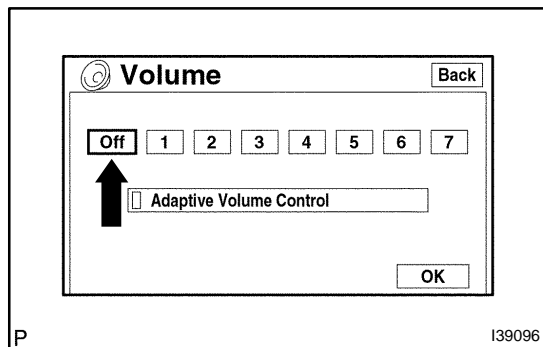 Volume Back
Off 1 2 3 4 5 6 7
Adaptive Volume Control
OK
P I39096